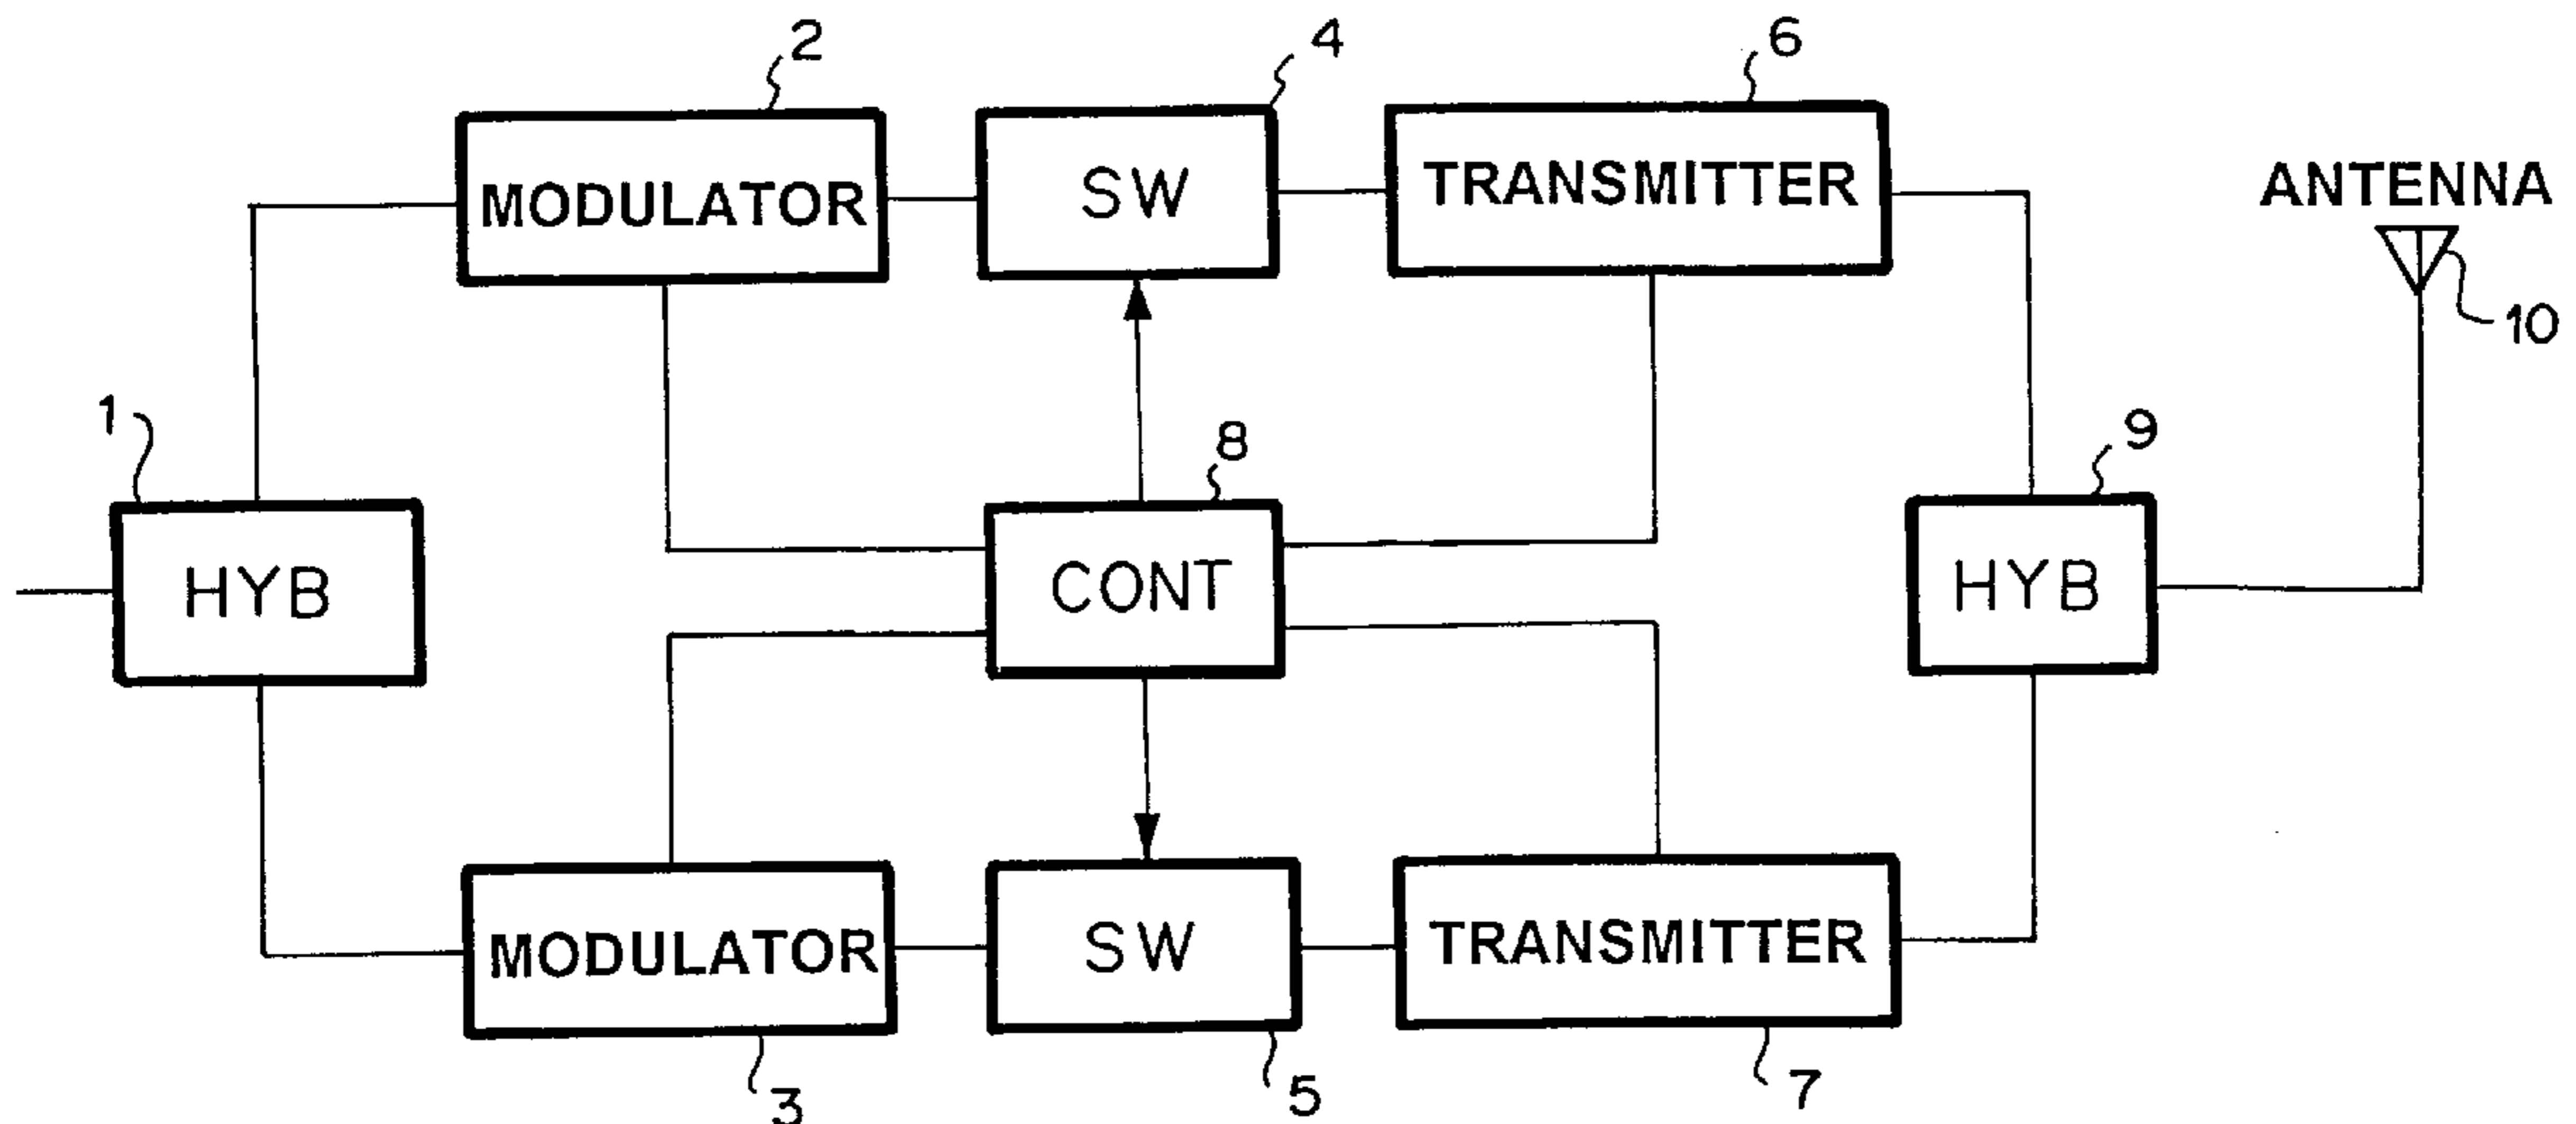 2
4
6
MODULATOR
SW
TRANSMITTER
ANTENNA
10
1
8
9
HYB
CONT
HYB
MODULATOR
SW
TRANSMITTER
3
5
7